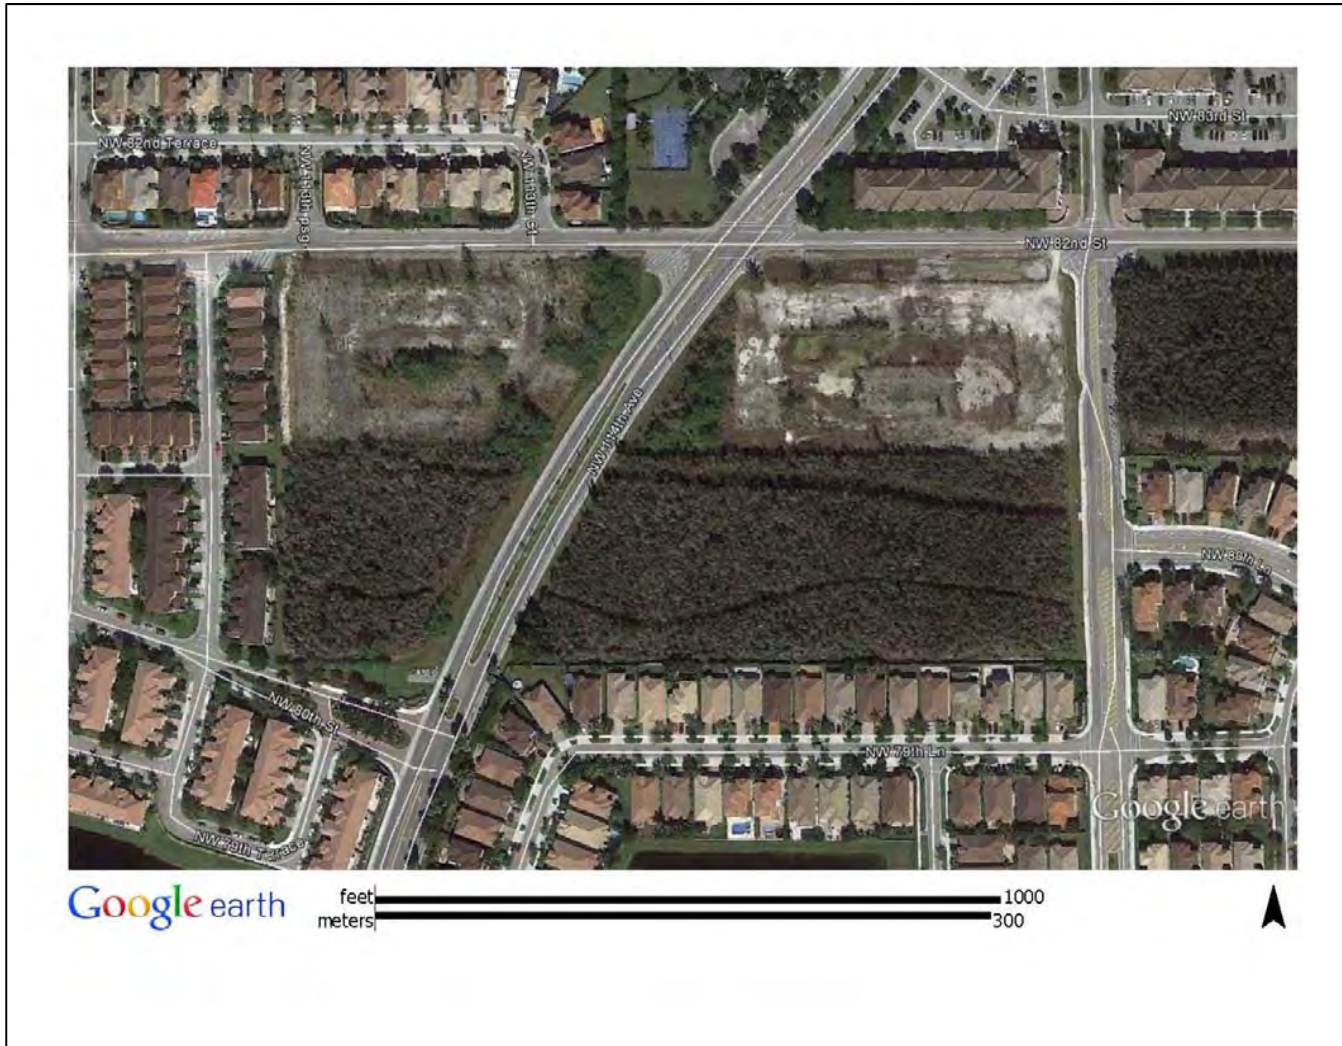 NW 83rd St
NW 82nd Terrace
NW 82nd St
NW 114th Ave
NW 80th Ln
NW 80th St
NW 79th Ln
NW 79th Terrace
Google earth
Google earth
feet 1000
meters 300